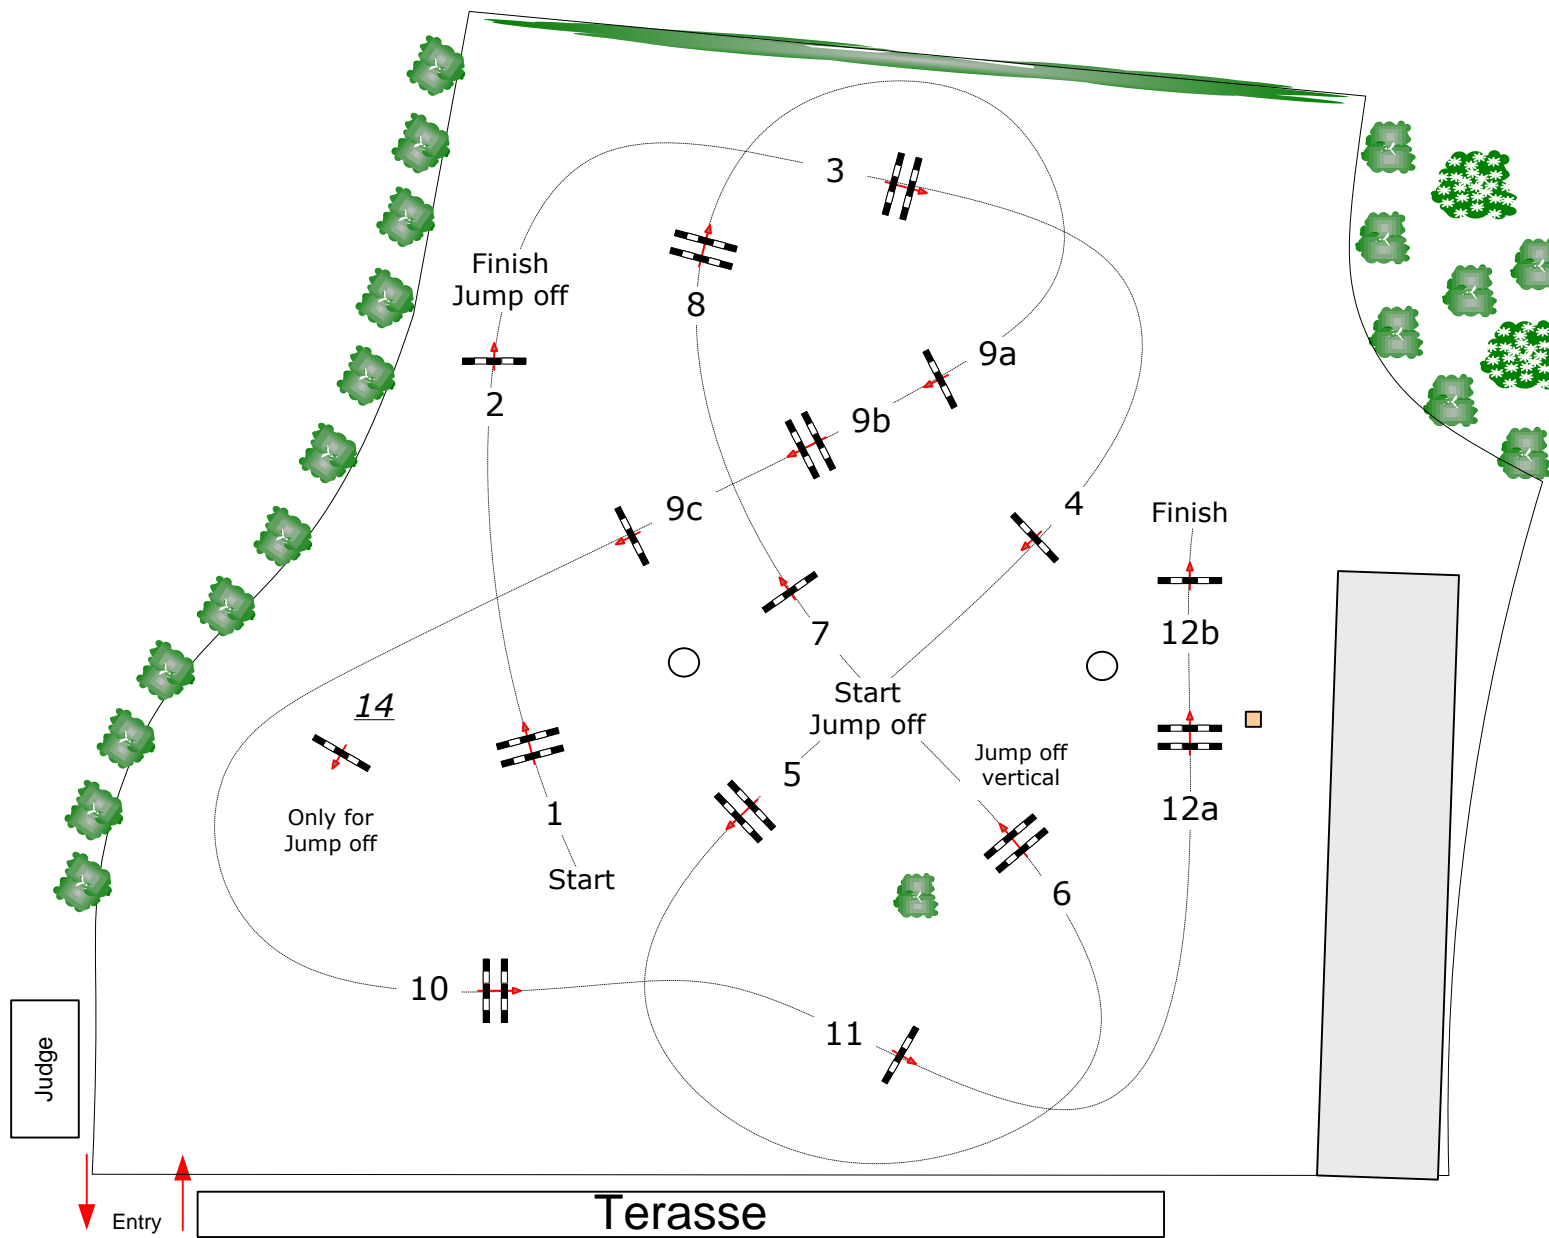 3
Finish
Jump off
8
9a
2
9b
9c
4
Finish
7
12b
14
Start
Jump off
Jump off
vertical
5
1
12a
Only for
Jump off
Start
6
10
11
Judge
Entry
Terasse